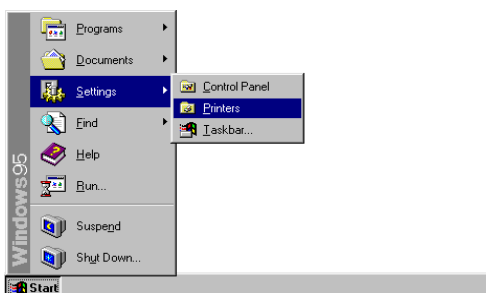 Programs
Documents
Settings
Find
Help
Run...
Suspend
Shut Down...
Control Panel
Printers
Taskbar...
Windows95
Start